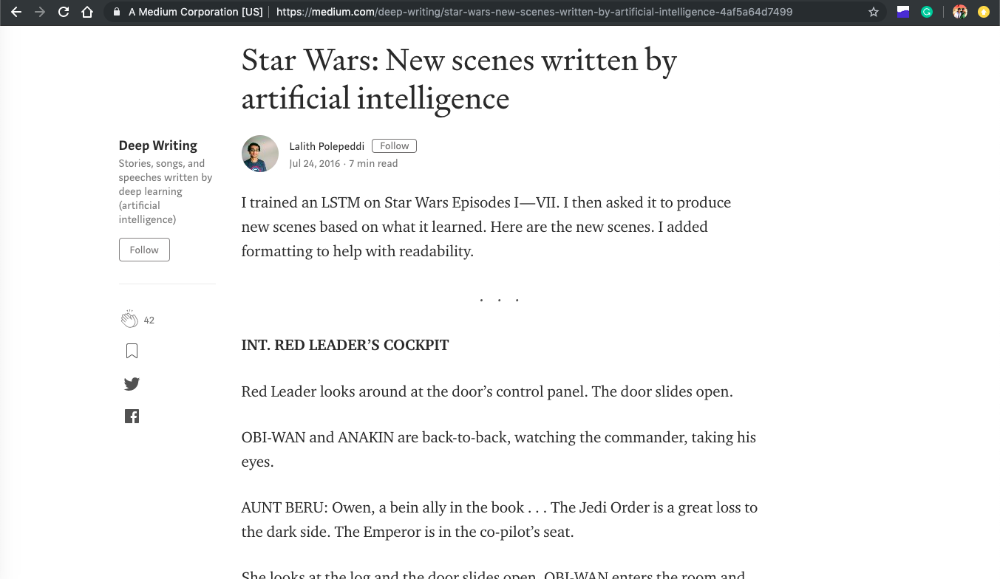 A Medium Corporation [US] | https://medium.com/deep-writing/star-wars-new-scenes-written-by-artificial-intelligence-4af5a64d7499
Star Wars: New scenes written by
artificial intelligence
Deep Writing
Stories, songs, and
speeches written by
deep learning
(artificial
intelligence)
Follow
42
Lalith Polepeddi Follow
Jul 24, 2016 · 7 min read
I trained an LSTM on Star Wars Episodes I—VII. I then asked it to produce
new scenes based on what it learned. Here are the new scenes. I added
formatting to help with readability.
. . .
INT. RED LEADER’S COCKPIT
Red Leader looks around at the door’s control panel. The door slides open.
OBI-WAN and ANAKIN are back-to-back, watching the commander, taking his
eyes.
AUNT BERU: Owen, a bein ally in the book . . . The Jedi Order is a great loss to
the dark side. The Emperor is in the co-pilot’s seat.
She looks at the log and the door slides open. OBI-WAN enters the room and